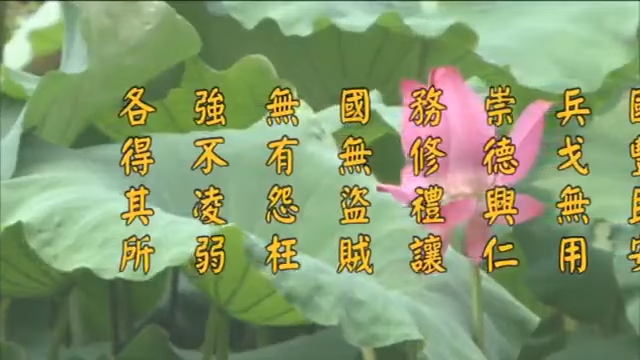 兵戈無用
崇德興仁
務修禮讓
國無盜賊
無有怨枉
強不凌弱
各得其所